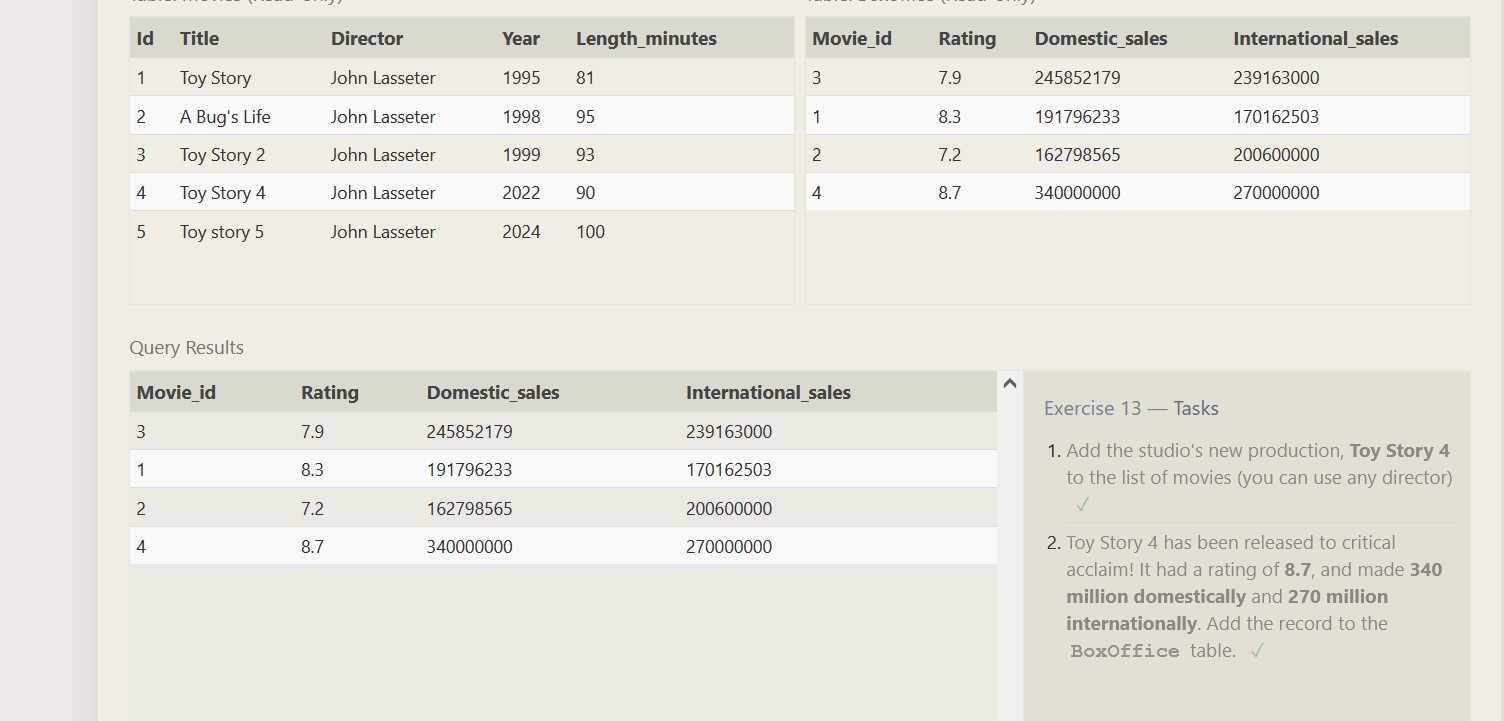 Table: Movies (Read-only)
Table: Boxoffice (Read-only)
Id Title Director Year Length_minutes
1 Toy Story John Lasseter 1995 81
2 A Bug's Life John Lasseter 1998 95
3 Toy Story 2 John Lasseter 1999 93
4 Toy Story 4 John Lasseter 2022 90
5 Toy story 5 John Lasseter 2024 100
Movie_id Rating Domestic_sales International_sales
3 7.9 245852179 239163000
1 8.3 191796233 170162503
2 7.2 162798565 200600000
4 8.7 340000000 270000000
Query Results
Movie_id Rating Domestic_sales International_sales
3 7.9 245852179 239163000
1 8.3 191796233 170162503
2 7.2 162798565 200600000
4 8.7 340000000 270000000
Exercise 13 — Tasks
1. Add the studio's new production, Toy Story 4
to the list of movies (you can use any director)
✓
2. Toy Story 4 has been released to critical
acclaim! It had a rating of 8.7, and made 340
million domestically and 270 million
internationally. Add the record to the
BoxOffice table. ✓